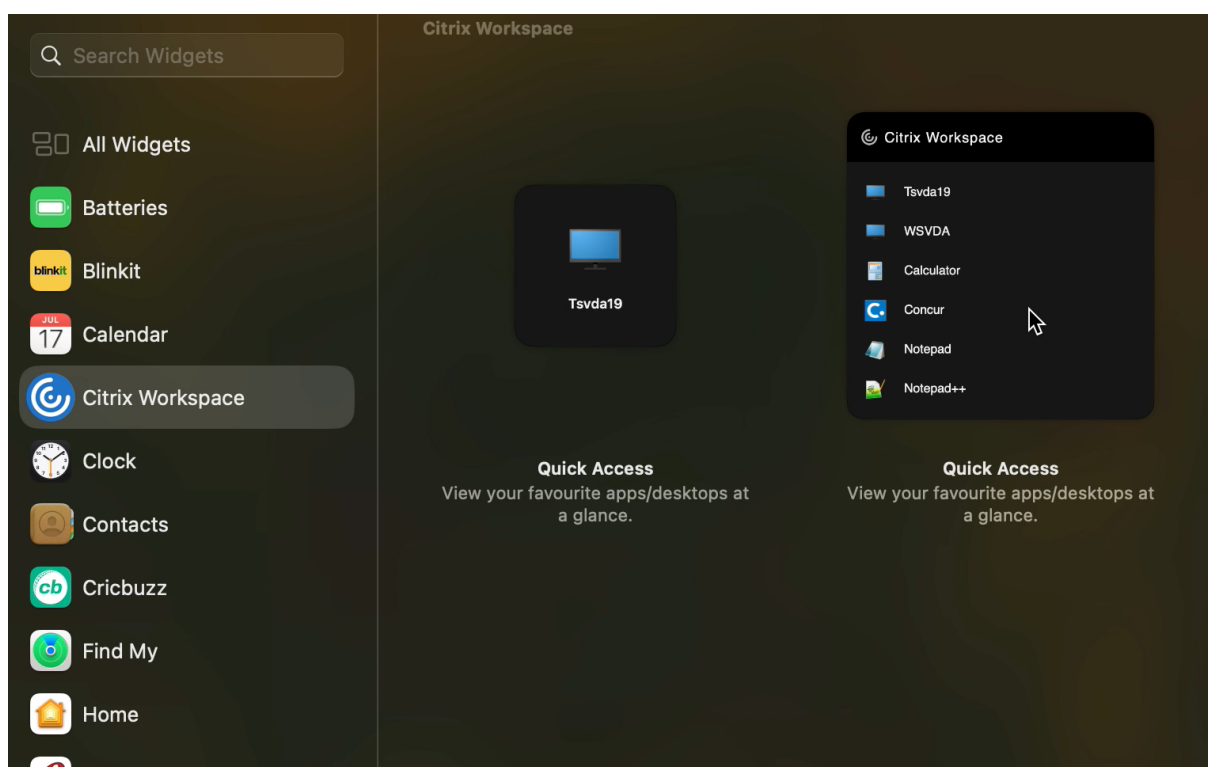 Search Widgets
All Widgets
Batteries
blinkit
Blinkit
JUL
17
Calendar
Citrix Workspace
Clock
Contacts
cb
Cricbuzz
Find My
Home
Citrix Workspace
Tsvda19
Quick Access
View your favourite apps/desktops at
a glance.
Citrix Workspace
Tsvda19
WSVDA
Calculator
C.
Concur
Notepad
Notepad++
Quick Access
View your favourite apps/desktops at
a glance.